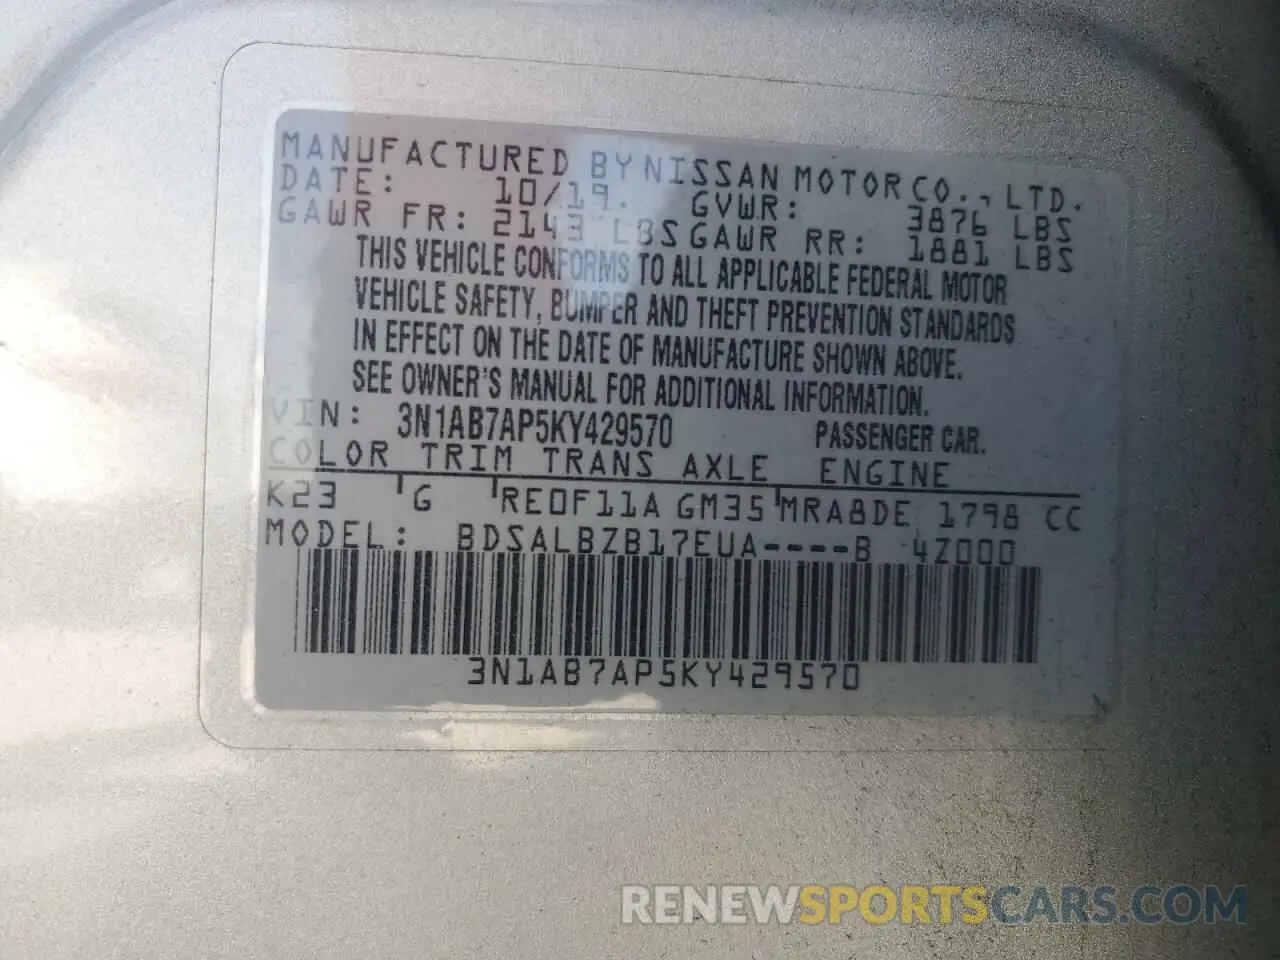 MANUFACTURED BY NISSAN MOTOR CO., LTD.
DATE: 10/19. GVWR: 3876 LBS
GAWR FR: 2143 LBS GAWR RR: 1881 LBS
THIS VEHICLE CONFORMS TO ALL APPLICABLE FEDERAL MOTOR
VEHICLE SAFETY, BUMPER AND THEFT PREVENTION STANDARDS
IN EFFECT ON THE DATE OF MANUFACTURE SHOWN ABOVE.
SEE OWNER'S MANUAL FOR ADDITIONAL INFORMATION.
VIN: 3N1AB7AP5KY429570 PASSENGER CAR.
COLOR TRIM TRANS AXLE ENGINE
K23 G RE0F11A GM35 MRA8DE 1798 CC
MODEL: BDSALBZB17EUA----B 4Z000
3N1AB7AP5KY429570
RENEWSPORTSCARS.COM